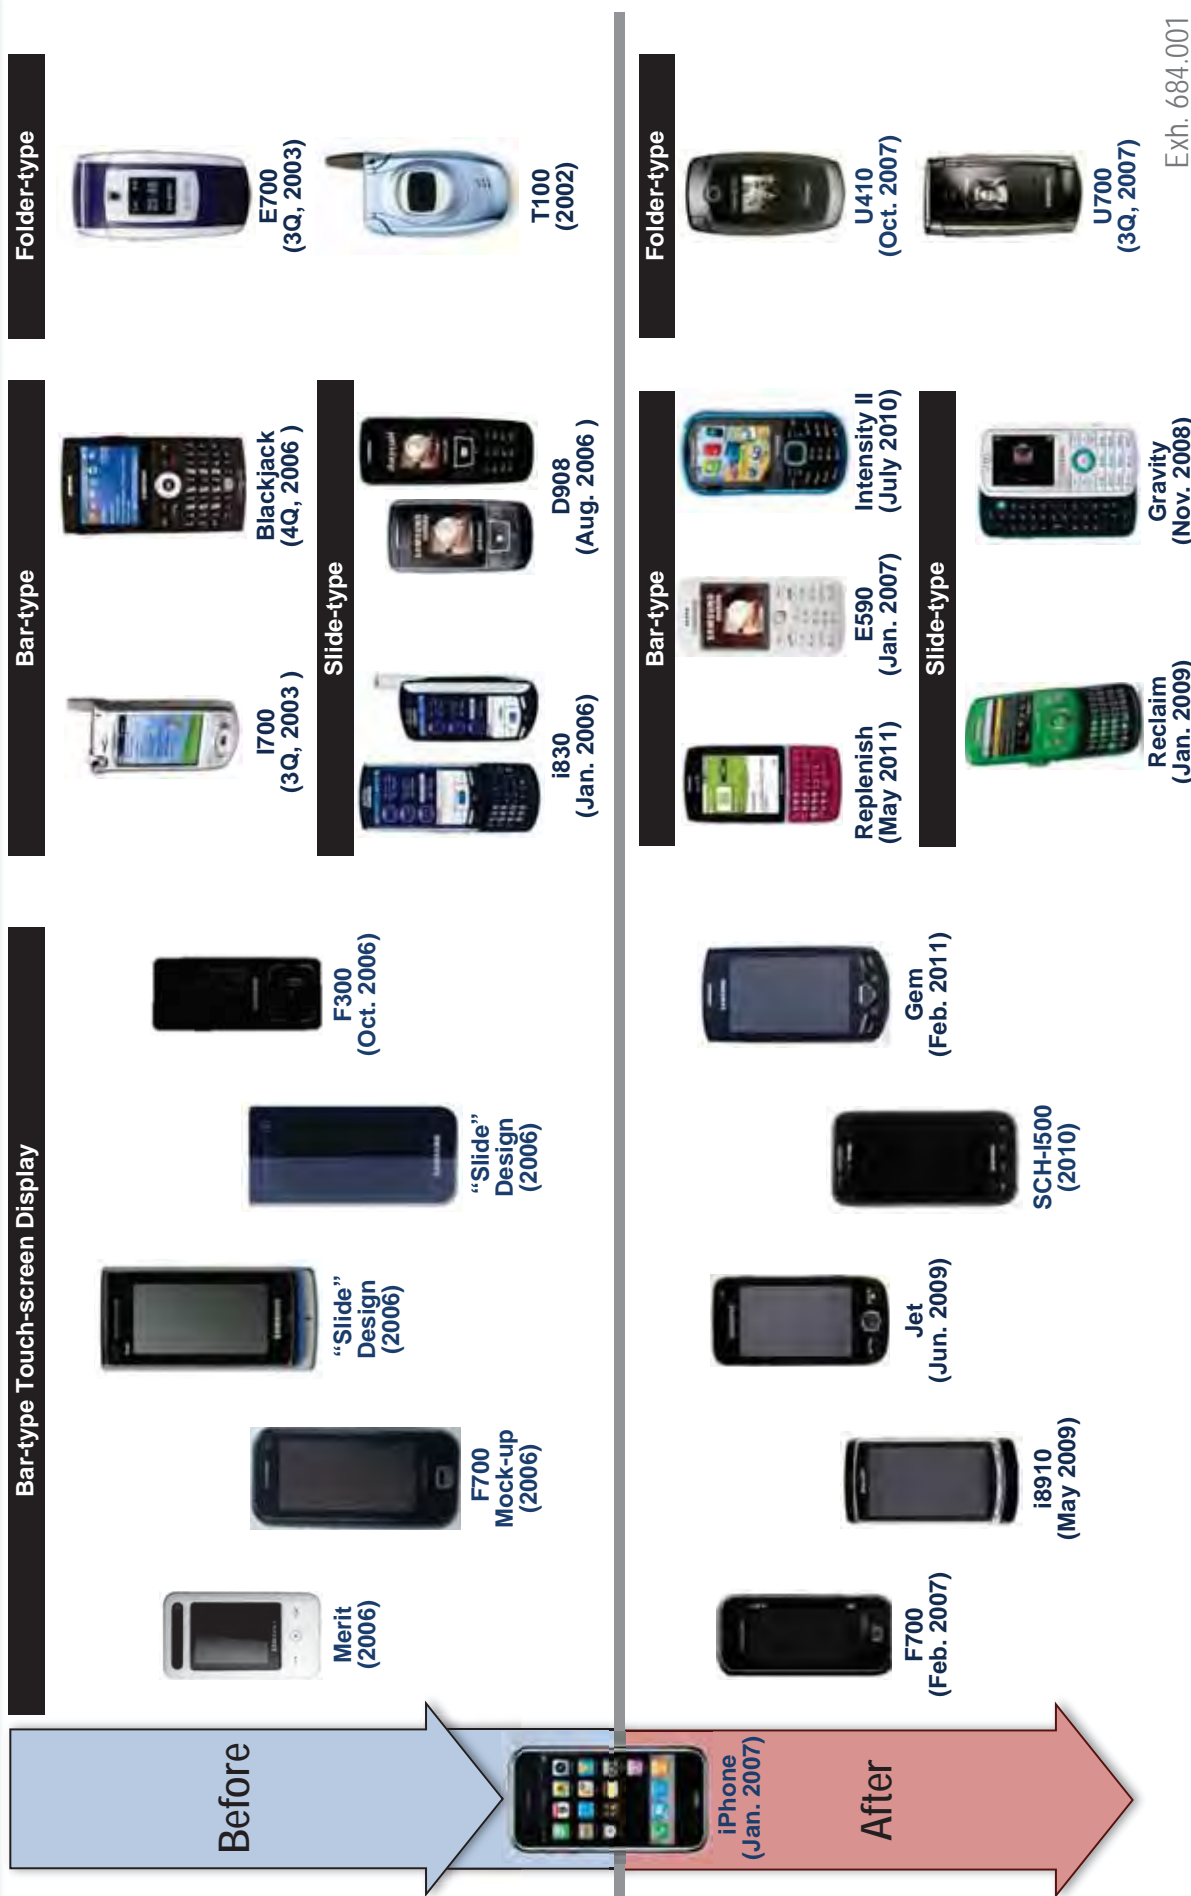 Before
iPhone
(Jan. 2007)
After
Bar-type Touch-screen Display
Merit
(2006)
F700
Mock-up
(2006)
“Slide”
Design
(2006)
“Slide”
Design
(2006)
F300
(Oct. 2006)
Bar-type
I700
(3Q, 2003 )
Blackjack
(4Q, 2006 )
Slide-type
i830
(Jan. 2006)
D908
(Aug. 2006 )
Folder-type
E700
(3Q, 2003)
T100
(2002)
F700
(Feb. 2007)
i8910
(May 2009)
Jet
(Jun. 2009)
SCH-I500
(2010)
Gem
(Feb. 2011)
Bar-type
Replenish
(May 2011)
E590
(Jan. 2007)
Intensity II
(July 2010)
Slide-type
Reclaim
(Jan. 2009)
Gravity
(Nov. 2008)
Folder-type
U410
(Oct. 2007)
U700
(3Q, 2007)
Exh. 684.001